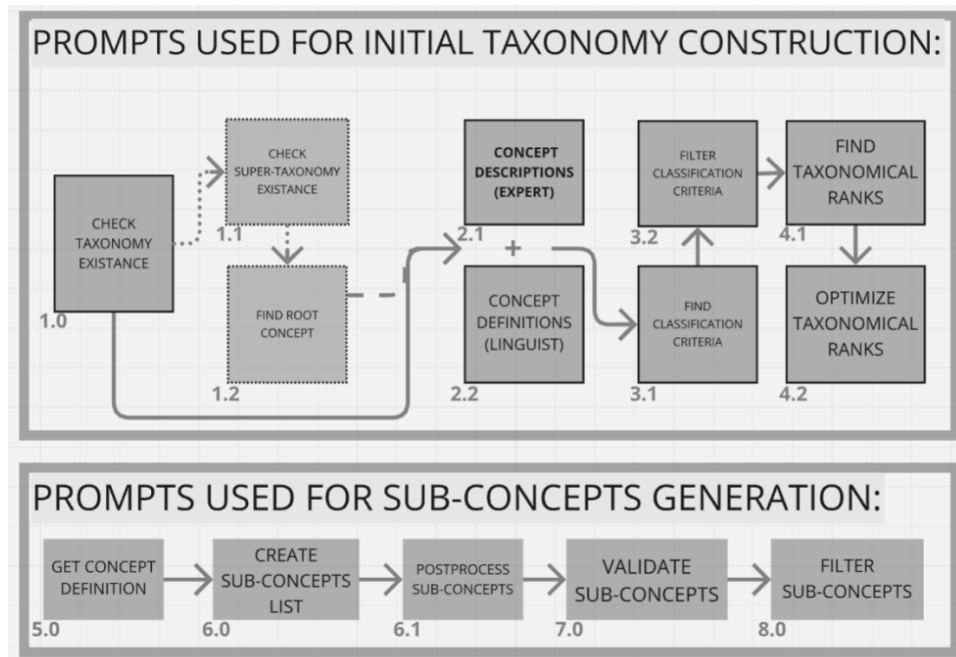 PROMPTS USED FOR INITIAL TAXONOMY CONSTRUCTION:
CHECK
TAXONOMY
EXISTANCE
1.0
CHECK
SUPER-TAXONOMY
EXISTANCE
1.1
FIND ROOT
CONCEPT
1.2
CONCEPT
DESCRIPTIONS
(EXPERT)
2.1
+
CONCEPT
DEFINITIONS
(LINGUIST)
2.2
FIND
CLASSIFICATION
CRITERIA
3.1
FILTER
CLASSIFICATION
CRITERIA
3.2
FIND
TAXONOMICAL
RANKS
4.1
OPTIMIZE
TAXONOMICAL
RANKS
4.2
PROMPTS USED FOR SUB-CONCEPTS GENERATION:
GET CONCEPT
DEFINITION
5.0
CREATE
SUB-CONCEPTS
LIST
6.0
POSTPROCESS
SUB-CONCEPTS
6.1
VALIDATE
SUB-CONCEPTS
7.0
FILTER
SUB-CONCEPTS
8.0